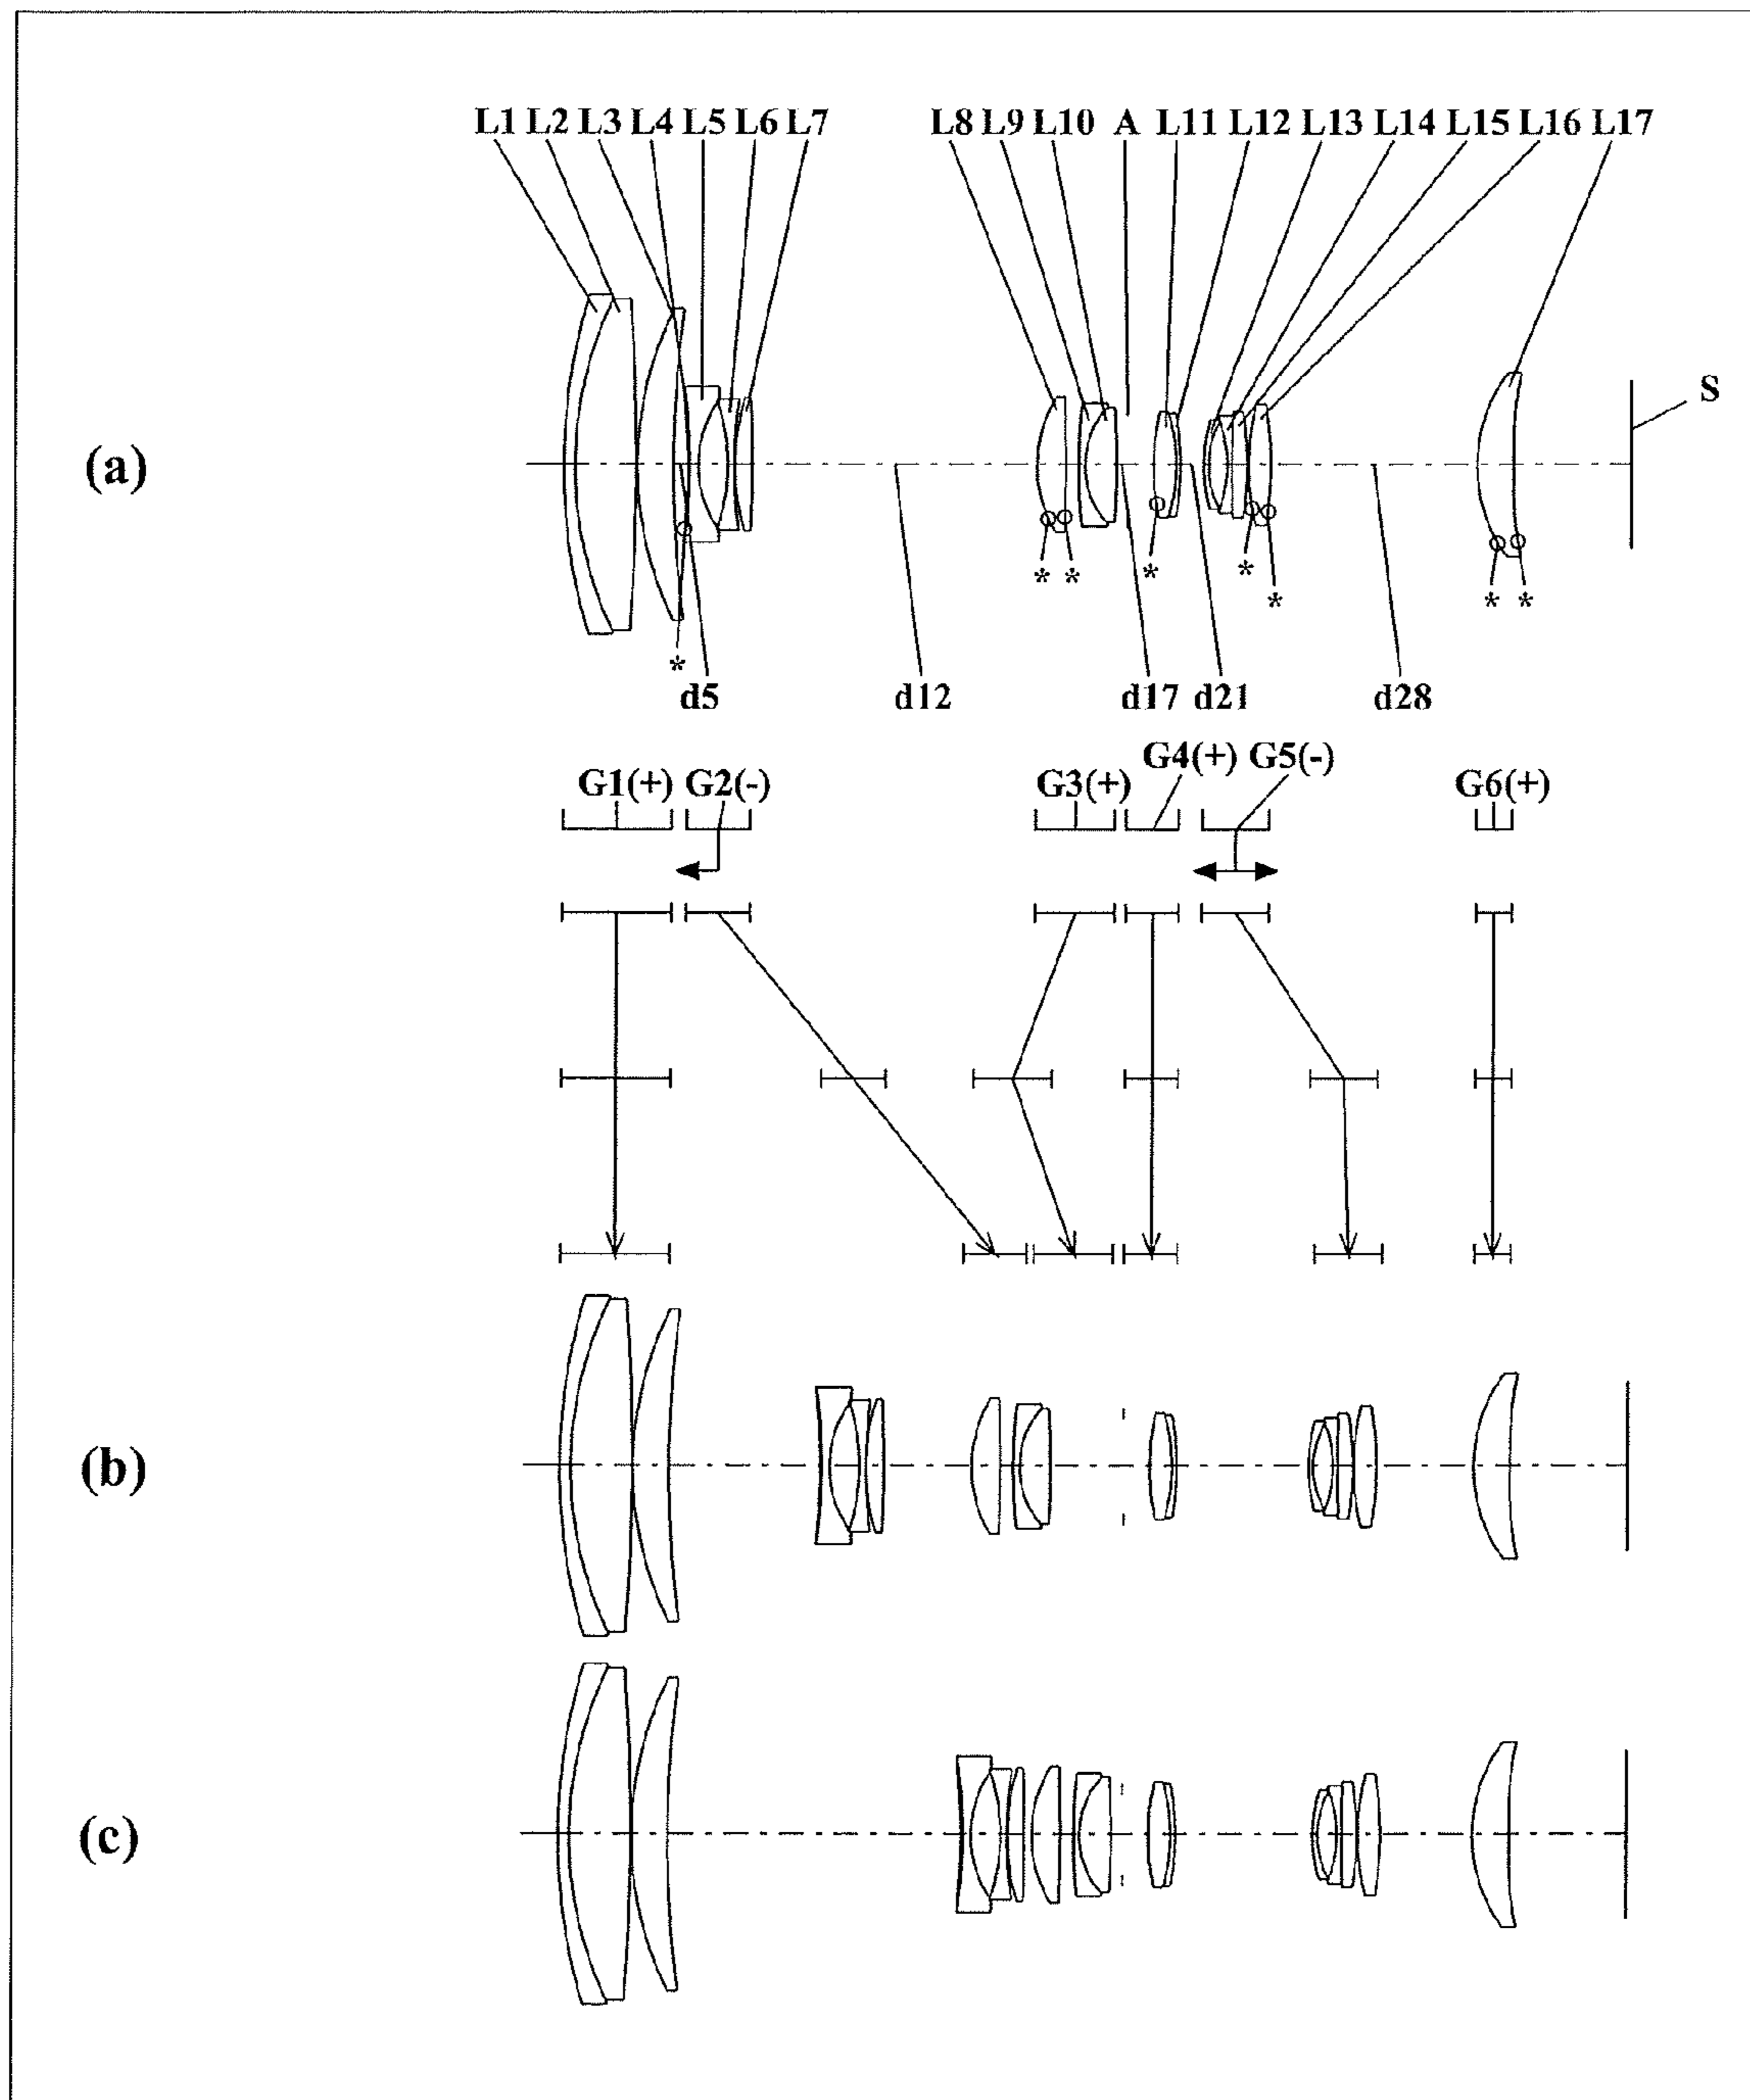 L1 L2 L3 L4 L5 L6 L7 L8 L9 L10 A L11 L12 L13 L14 L15 L16 L17
S
(a)
* * * *
* * *
*
d5 d12 d17 d21 d28
G4(+) G5(-)
G1(+) G2(-) G3(+) G6(+)
(b)
(c)